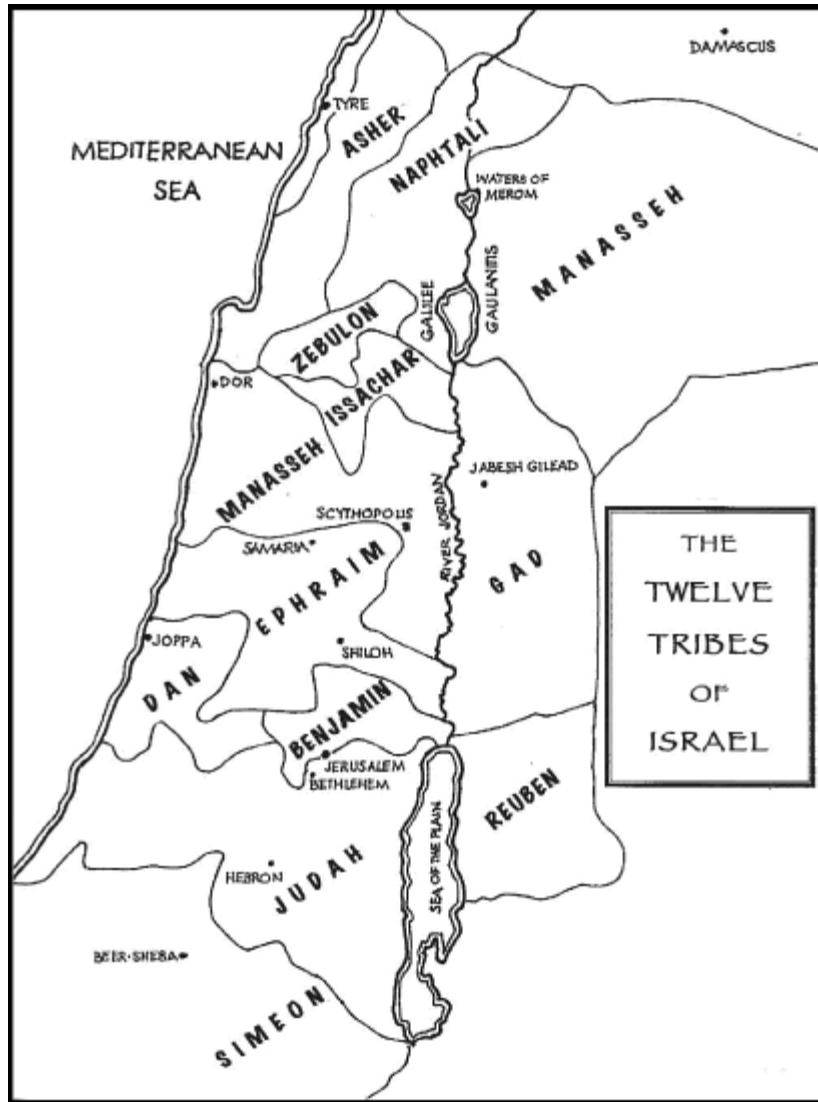 DAMASCUS
TYRE
ASHER
MEDITERRANEAN
SEA
NAPHTALI
WATERS OF
MEROM
MANASSEH
GALILEE
GAULANITIS
ZEBULON
DOR
ISSACHAR
MANASSEH
JABESH GILEAD
SCYTHOPOLIS
SAMARIA
RIVER JORDAN
EPHRAIM
GAD
THE
TWELVE
TRIBES
OF
ISRAEL
JOPPA
SHILOH
DAN
BENJAMIN
JERUSALEM
BETHLEHEM
REUBEN
HEBRON
JUDAH
SEA OF THE PLAIN
BEER-SHEBA
SIMEON